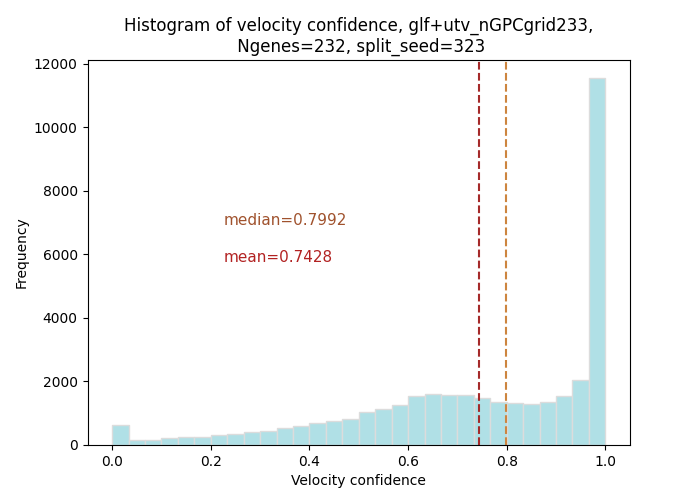 Histogram of velocity confidence, glf+utv_nGPCgrid233,
Ngenes=232, split_seed=323
12000
10000
8000
6000
4000
2000
0
Frequency
median=0.7992
mean=0.7428
0.0 0.2 0.4 0.6 0.8 1.0
Velocity confidence